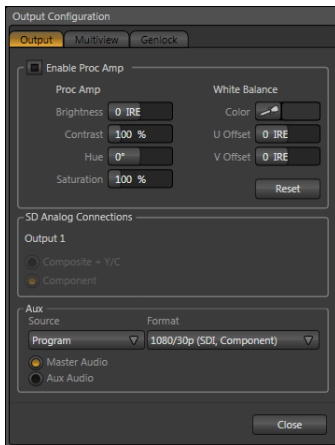 Output Configuration
Output Multiview Genlock
Enable Proc Amp
Proc Amp White Balance
Brightness 0 IRE Color
Contrast 100 % U Offset 0 IRE
Hue 0° V Offset 0 IRE
Saturation 100 % Reset
SD Analog Connections
Output 1
Composite + Y/C
Component
Aux
Source Format
Program 1080/30p (SDI, Component)
Master Audio
Aux Audio
Close